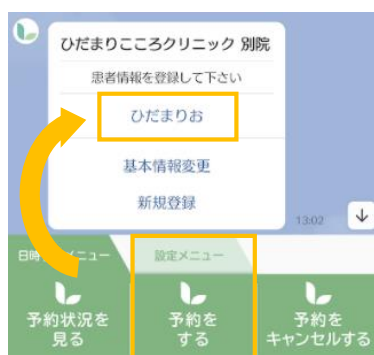 ひだまりこころクリニック 別院
患者情報を登録して下さい
ひだまりお
基本情報変更
新規登録
13:02
日時 メニュー
設定メニュー
予約状況を
見る
予約を
する
予約を
キャンセルする